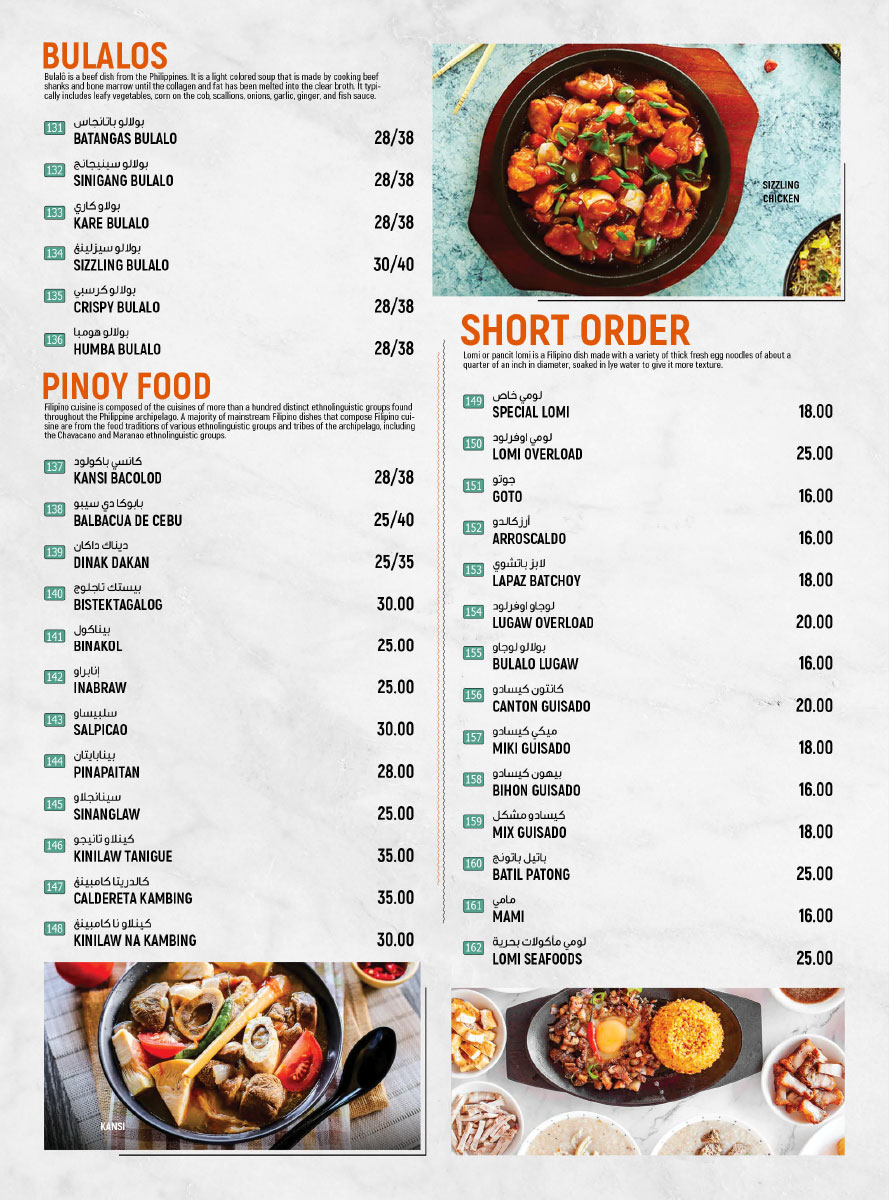 BULALOS
Bulalô is a beef dish from the Philippines. It is a light colored soup that is made by cooking beef
shanks and bone marrow until the collagen and fat has been melted into the clear broth. It typi-
cally includes leafy vegetables, corn on the cob, scallions, onions, garlic, ginger, and fish sauce.
بولالو باتانجاس
131 BATANGAS BULALO 28/38
بولالو سينيجانج
132 SINIGANG BULALO 28/38
بولاو كاري
133 KARE BULALO 28/38
بولالو سيزلينغ
134 SIZZLING BULALO 30/40
بولالو كرسبي
135 CRISPY BULALO 28/38
بولالو هومبا
136 HUMBA BULALO 28/38
PINOY FOOD
Filipino cuisine is composed of the cuisines of more than a hundred distinct ethnolinguistic groups found
throughout the Philippine archipelago. A majority of mainstream Filipino dishes that compose Filipino cui-
sine are from the food traditions of various ethnolinguistic groups and tribes of the archipelago, including
the Chavacano and Maranao ethnolinguistic groups.
كانسي باكولود
137 KANSI BACOLOD 28/38
بابوكا دي سيبو
138 BALBACUA DE CEBU 25/40
ديناك داكان
139 DINAK DAKAN 25/35
بيستك تاجلوج
140 BISTEKTAGALOG 30.00
بيناكول
141 BINAKOL 25.00
إنابراو
142 INABRAW 25.00
سلبيساو
143 SALPICAO 30.00
بينابايتان
144 PINAPAITAN 28.00
سينانجلاو
145 SINANGLAW 25.00
كينلاو تانيجو
146 KINILAW TANIGUE 35.00
كالدريتا كامبينغ
147 CALDERETA KAMBING 35.00
كينلاو نا كامبينغ
148 KINILAW NA KAMBING 30.00
KANSI
SIZZLING
CHICKEN
SHORT ORDER
Lomi or pancit lomi is a Filipino dish made with a variety of thick fresh egg noodles of about a
quarter of an inch in diameter, soaked in lye water to give it more texture.
لومي خاص
149 SPECIAL LOMI 18.00
لومي اوفرلود
150 LOMI OVERLOAD 25.00
جوتو
151 GOTO 16.00
أرزكالدو
152 ARROSCALDO 16.00
لابز باتشوي
153 LAPAZ BATCHOY 18.00
لوجاو اوفرلود
154 LUGAW OVERLOAD 20.00
بولالو لوجاو
155 BULALO LUGAW 16.00
كانتون كيسادو
156 CANTON GUISADO 20.00
ميكي كيسادو
157 MIKI GUISADO 18.00
بيهون كيسادو
158 BIHON GUISADO 16.00
كيسادو مشكل
159 MIX GUISADO 18.00
باتيل باتونج
160 BATIL PATONG 25.00
مامي
161 MAMI 16.00
لومي مأكولات بحرية
162 LOMI SEAFOODS 25.00